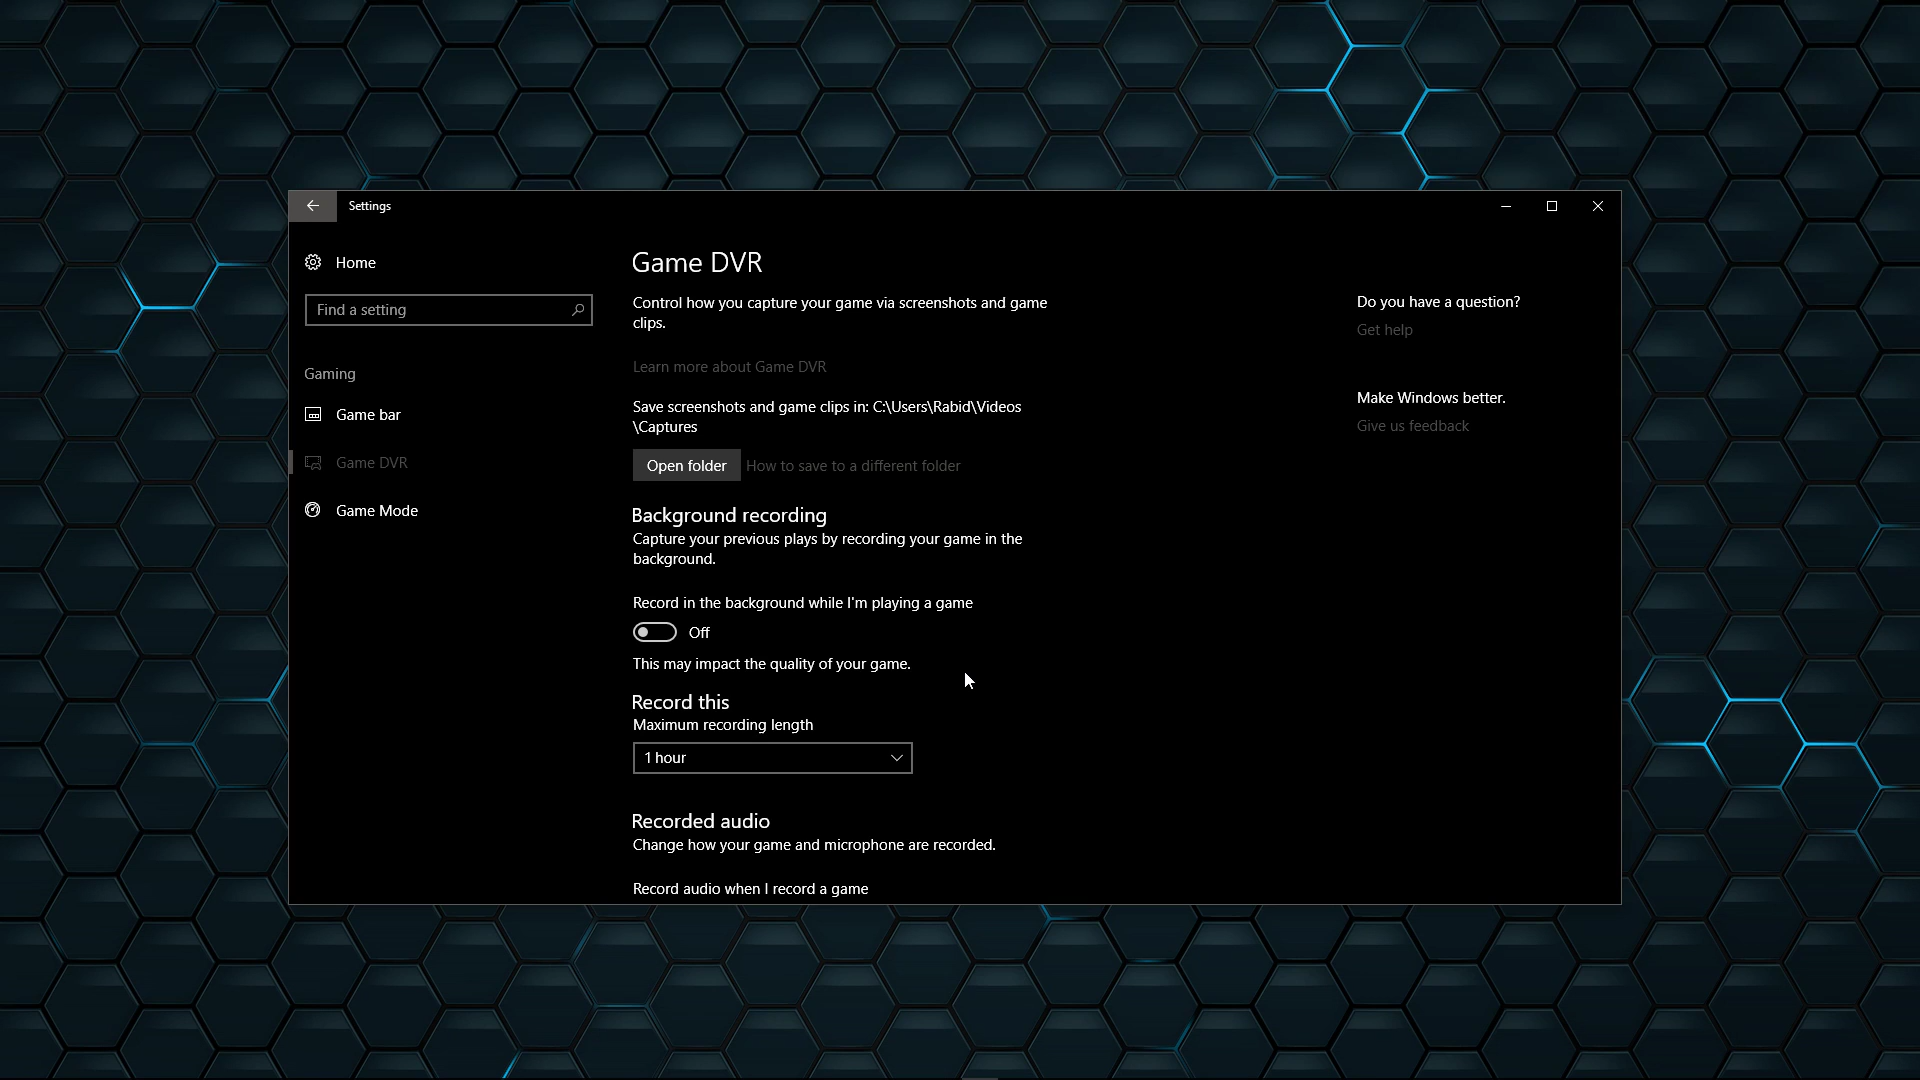 Settings
Home
Find a setting
Gaming
Game bar
Game DVR
Game Mode
Game DVR
Control how you capture your game via screenshots and game
clips.
Learn more about Game DVR
Save screenshots and game clips in: C:\Users\Rabid\Videos
\Captures
Open folder How to save to a different folder
Background recording
Capture your previous plays by recording your game in the
background.
Record in the background while I'm playing a game
Off
This may impact the quality of your game.
Record this
Maximum recording length
1 hour
Recorded audio
Change how your game and microphone are recorded.
Record audio when I record a game
Do you have a question?
Get help
Make Windows better.
Give us feedback